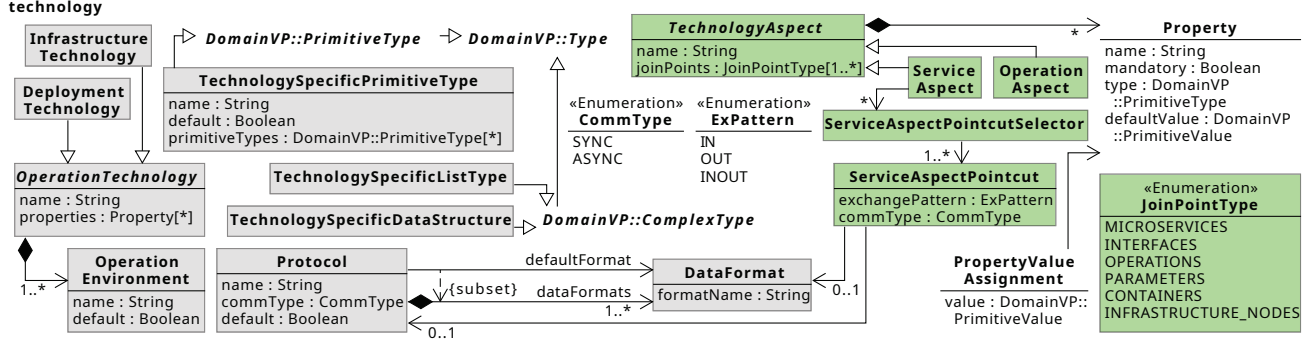 technology
Infrastructure
Technology
Deployment
Technology
OperationTechnology
name : String
properties : Property[*]
1..*
Operation
Environment
name : String
default : Boolean
DomainVP::PrimitiveType
DomainVP::Type
TechnologySpecificPrimitiveType
name : String
default : Boolean
primitiveTypes : DomainVP::PrimitiveType[*]
TechnologySpecificListType
TechnologySpecificDataStructure
DomainVP::ComplexType
«Enumeration»
CommType
SYNC
ASYNC
«Enumeration»
ExPattern
IN
OUT
INOUT
Protocol
name : String
commType : CommType
default : Boolean
defaultFormat
{subset}
dataFormats
1..*
0..1
DataFormat
formatName : String
0..1
TechnologyAspect
name : String
joinPoints : JoinPointType[1..*]
*
Service
Aspect
Operation
Aspect
*
ServiceAspectPointcutSelector
1..*
ServiceAspectPointcut
exchangePattern : ExPattern
commType : CommType
Property
name : String
mandatory : Boolean
type : DomainVP
::PrimitiveType
defaultValue : DomainVP
::PrimitiveValue
PropertyValue
Assignment
value : DomainVP::
PrimitiveValue
«Enumeration»
JoinPointType
MICROSERVICES
INTERFACES
OPERATIONS
PARAMETERS
CONTAINERS
INFRASTRUCTURE_NODES